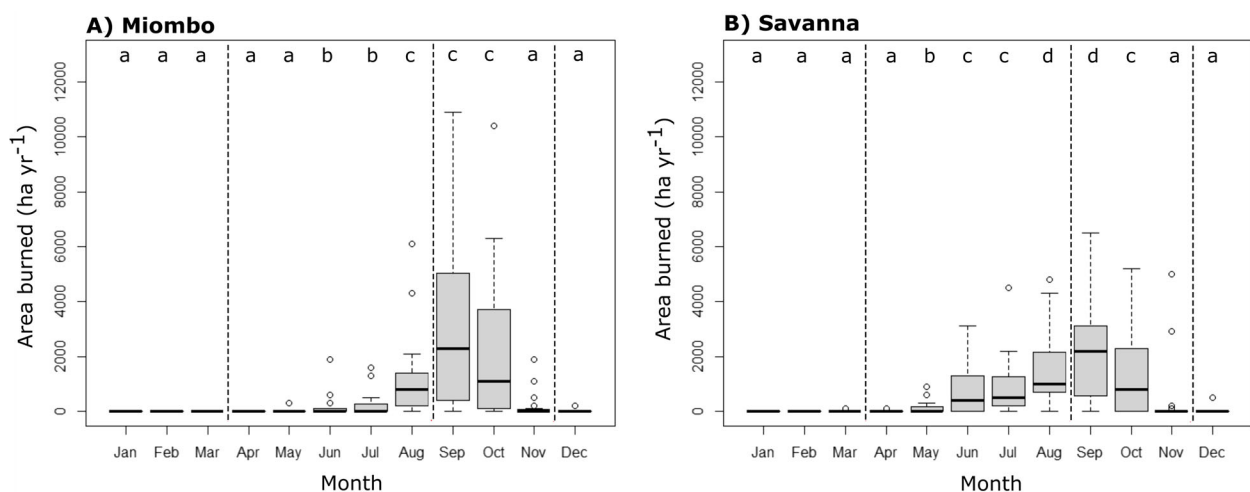 A) Miombo
a a a a a b b c c c a a
Area burned (ha yr-1)
12000
10000
8000
6000
4000
2000
0
Jan Feb Mar Apr May Jun Jul Aug Sep Oct Nov Dec
Month
B) Savanna
a a a a b c c d d c a a
Area burned (ha yr-1)
12000
10000
8000
6000
4000
2000
0
Jan Feb Mar Apr May Jun Jul Aug Sep Oct Nov Dec
Month